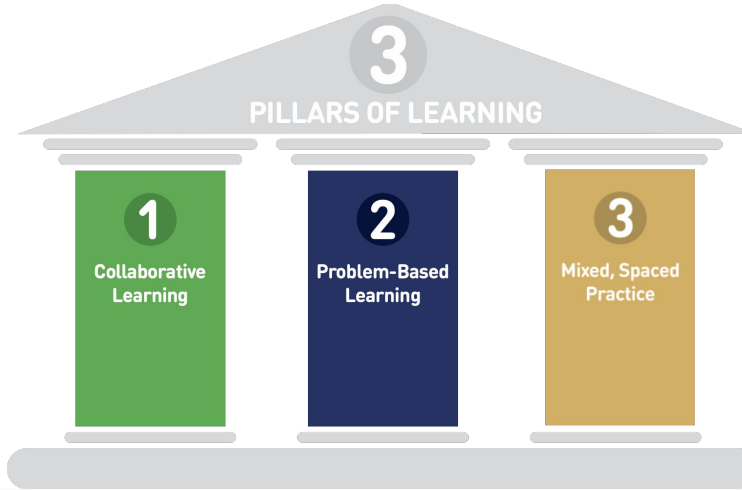 3
PILLARS OF LEARNING
1
Collaborative
Learning
2
Problem-Based
Learning
3
Mixed, Spaced
Practice